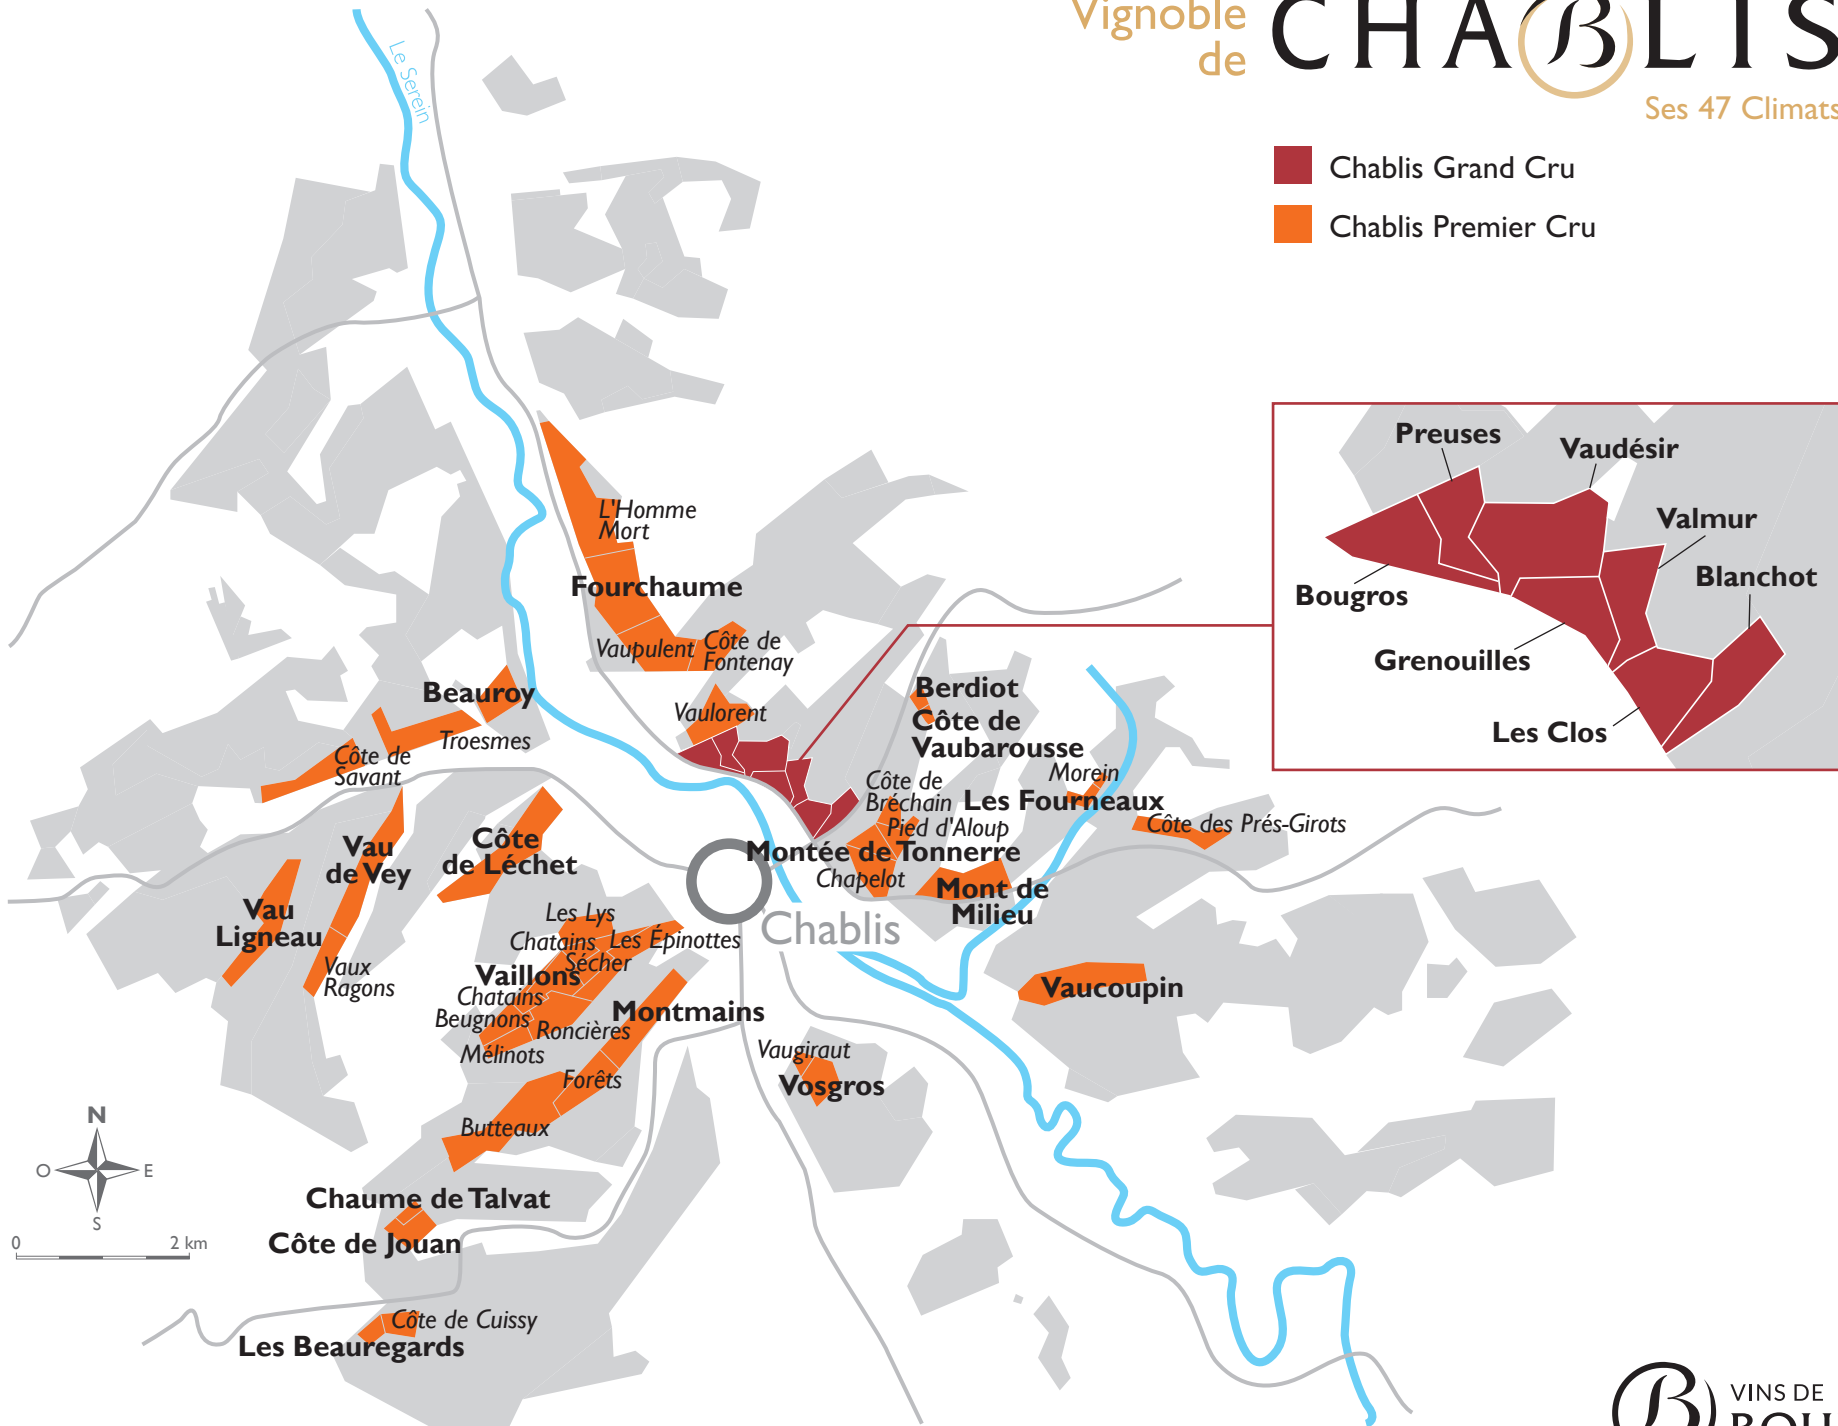 Vignoble
de
CHABLIS
Ses 47 Climats
Chablis Grand Cru
Chablis Premier Cru
Le Serein
Preuses
Vaudésir
Valmur
Blanchot
Bougros
Grenouilles
Les Clos
L'Homme
Mort
Fourchaume
Vaupulent
Côte de
Fontenay
Vaulorent
Beauroy
Troesmes
Côte de
Savant
Berdiot
Côte de
Vaubarousse
Morein
Côte de
Bréchain
Les Fourneaux
Pied d'Aloup
Côte des Prés-Girots
Montée de Tonnerre
Chapelot
Mont de
Milieu
Vau
de Vey
Côte
de Léchet
Vau
Ligneau
Vaux
Ragons
Les Lys
Chatains
Les Épinottes
Sécher
Vaillons
Chatains
Beugnons
Roncières
Mélinots
Montmains
Forêts
Butteaux
Chablis
Vaucoupin
Vaugiraut
Vosgros
N
O
E
S
0
2 km
Chaume de Talvat
Côte de Jouan
Côte de Cuissy
Les Beauregards
B
VINS DE
BOU